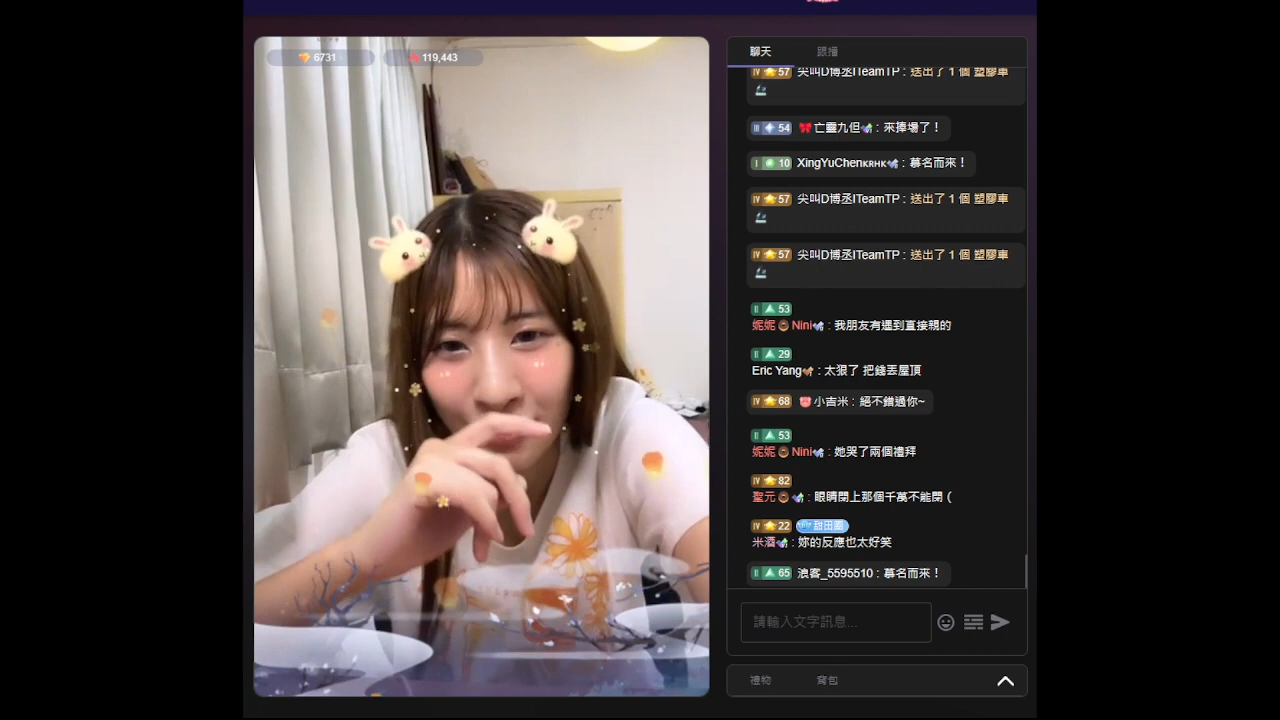 6731
119,443
聊天 跟播
IV 57 尖叫D博丞ITeamTP : 送出了 1 個 塑膠車
III 54 亡靈九但 : 來捧場了！
I 10 XingYuChenᴋʀʜᴋ : 慕名而來！
IV 57 尖叫D博丞ITeamTP : 送出了 1 個 塑膠車
IV 57 尖叫D博丞ITeamTP : 送出了 1 個 塑膠車
II 53
妮妮 Nini : 我朋友有遇到直接親的
II 29
Eric Yang : 太狠了 把錢丟屋頂
IV 68 小吉米 : 絕不錯過你~
II 53
妮妮 Nini : 她哭了兩個禮拜
IV 82
聖元 : 眼睛閉上那個千萬不能閉（
IV 22 甜田圈
米酒 : 妳的反應也太好笑
II 65 浪客_5595510 : 慕名而來！
請輸入文字訊息...
禮物 背包